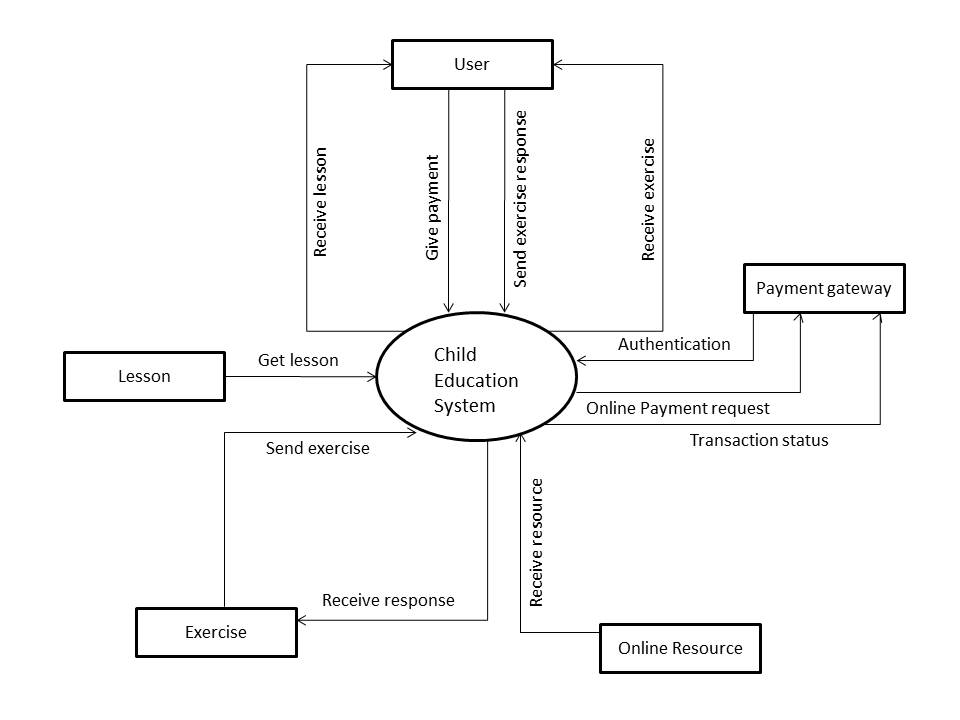 User
Receive lesson
Give payment
Send exercise response
Receive exercise
Payment gateway
Authentication
Online Payment request
Transaction status
Lesson
Get lesson
Child
Education
System
Send exercise
Receive response
Exercise
Receive resource
Online Resource